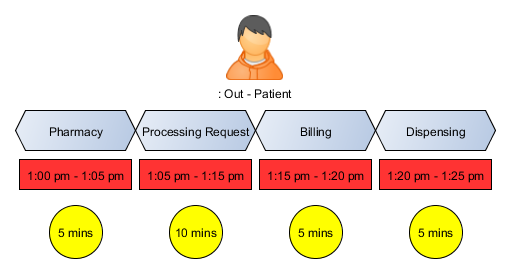 : Out - Patient
Pharmacy
Processing Request
Billing
Dispensing
1:00 pm - 1:05 pm
1:05 pm - 1:15 pm
1:15 pm - 1:20 pm
1:20 pm - 1:25 pm
5 mins
10 mins
5 mins
5 mins